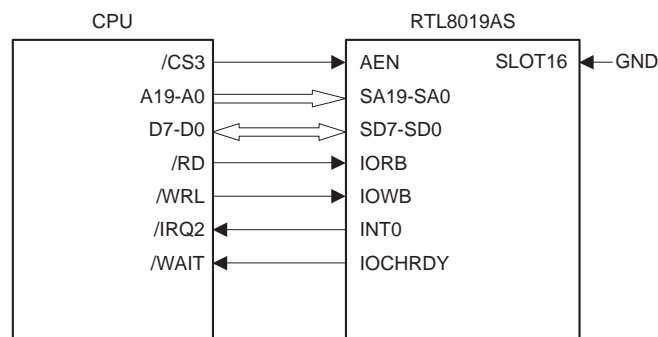 CPU RTL8019AS
/CS3 AEN SLOT16 GND
A19-A0 SA19-SA0
D7-D0 SD7-SD0
/RD IORB
/WRL IOWB
/IRQ2 INT0
/WAIT IOCHRDY